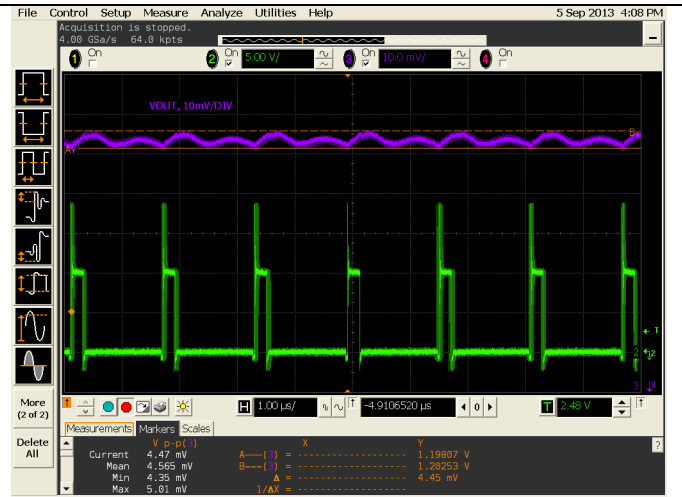 File Control Setup Measure Analyze Utilities Help 5 Sep 2013 4:08 PM
Acquisition is stopped.
4.00 GSa/s 64.0 kpts
1 On 2 On 5.00 V/ 3 On 10.0 mV/ 4 On
VOUT, 10mV/DIV
Ay
By
T
2 2
3 3
More
(2 of 2)
Delete
All
H 1.00 µs/ -4.9106520 µs 0 T 2.48 V
Measurements Markers Scales
V p-p(3) X Y
Current 4.47 mV A——(3) = ---------------- 1.19807 V
Mean 4.565 mV B---(3) = ---------------- 1.20253 V
Min 4.35 mV Δ = ---------------- 4.45 mV
Max 5.01 mV 1/ΔX = ----------------
?